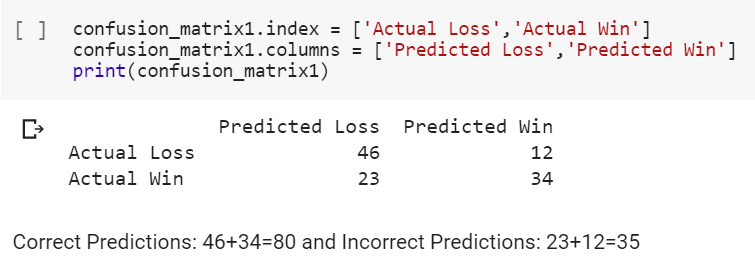 [ ] confusion_matrix1.index = ['Actual Loss','Actual Win']
confusion_matrix1.columns = ['Predicted Loss','Predicted Win']
print(confusion_matrix1)
Predicted Loss Predicted Win
Actual Loss 46 12
Actual Win 23 34
Correct Predictions: 46+34=80 and Incorrect Predictions: 23+12=35